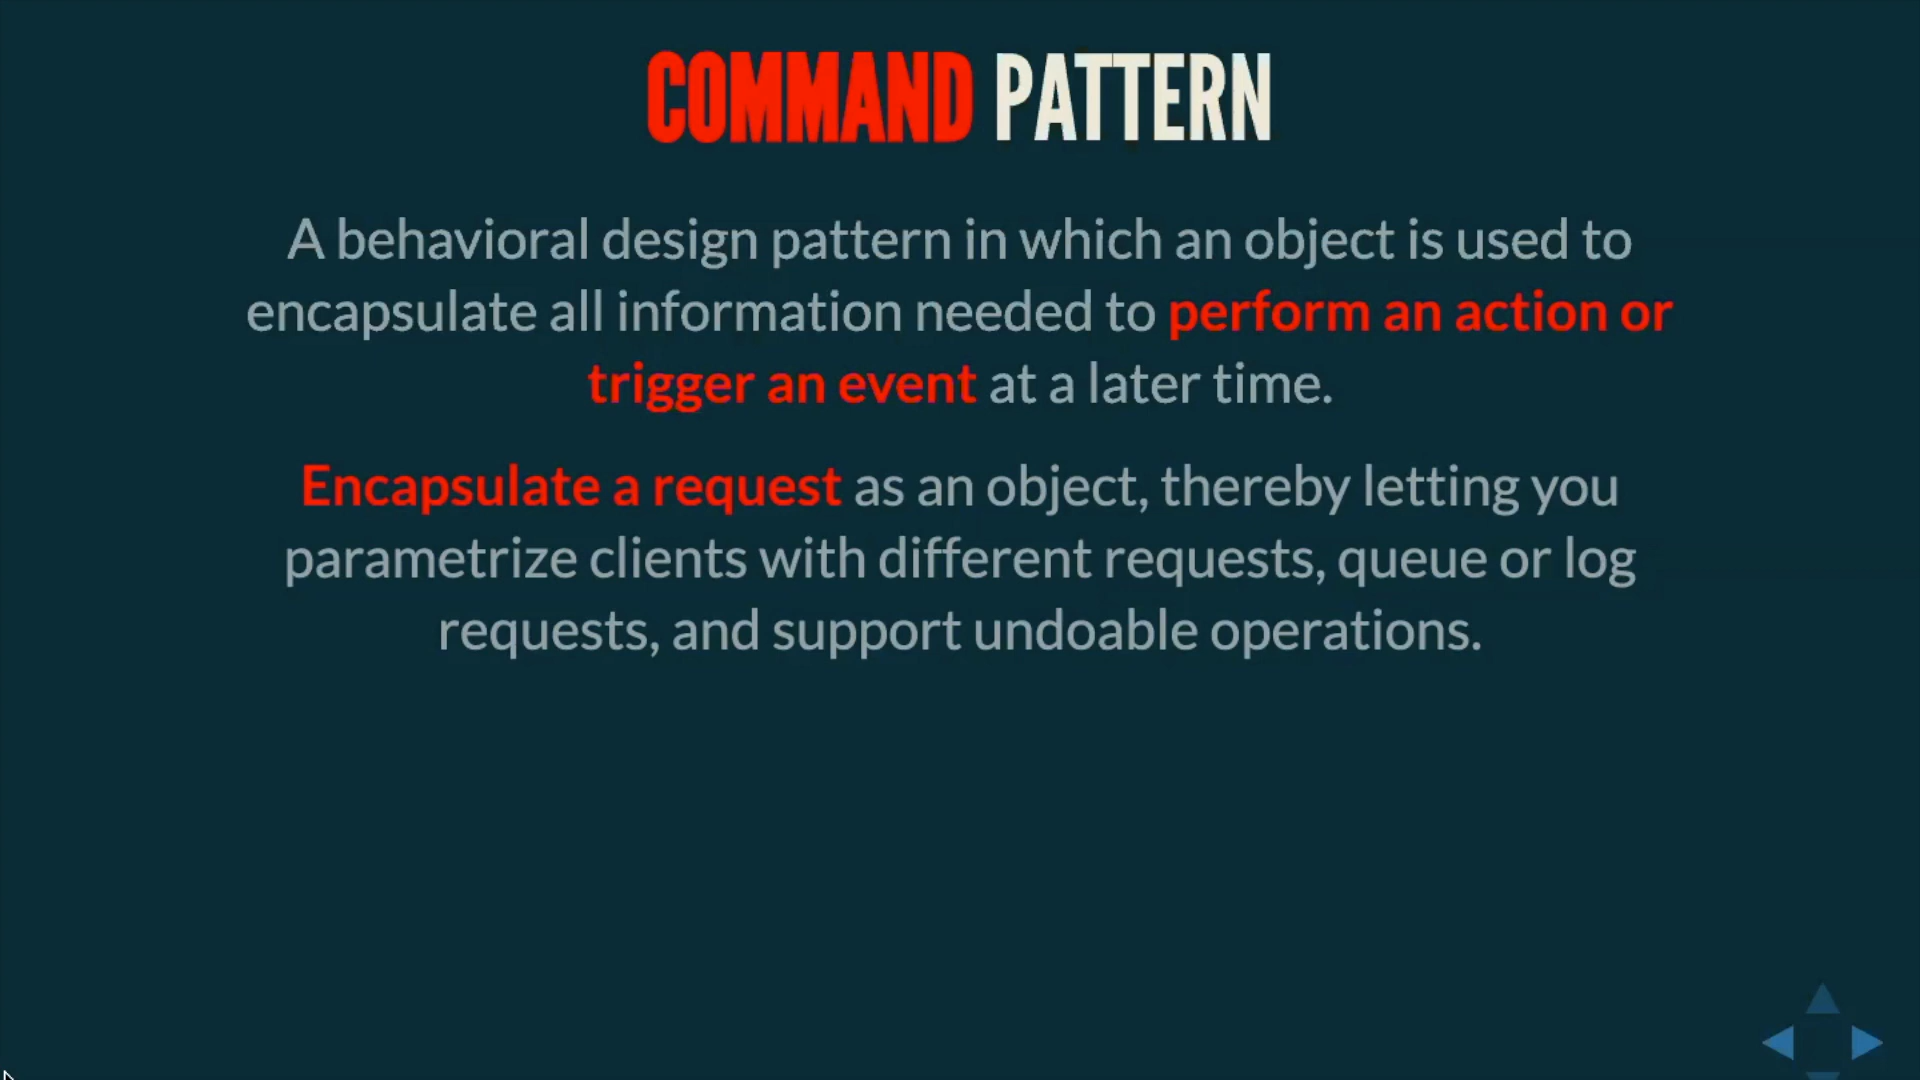 COMMAND PATTERN
A behavioral design pattern in which an object is used to
encapsulate all information needed to perform an action or
trigger an event at a later time.
Encapsulate a request as an object, thereby letting you
parametrize clients with different requests, queue or log
requests, and support undoable operations.